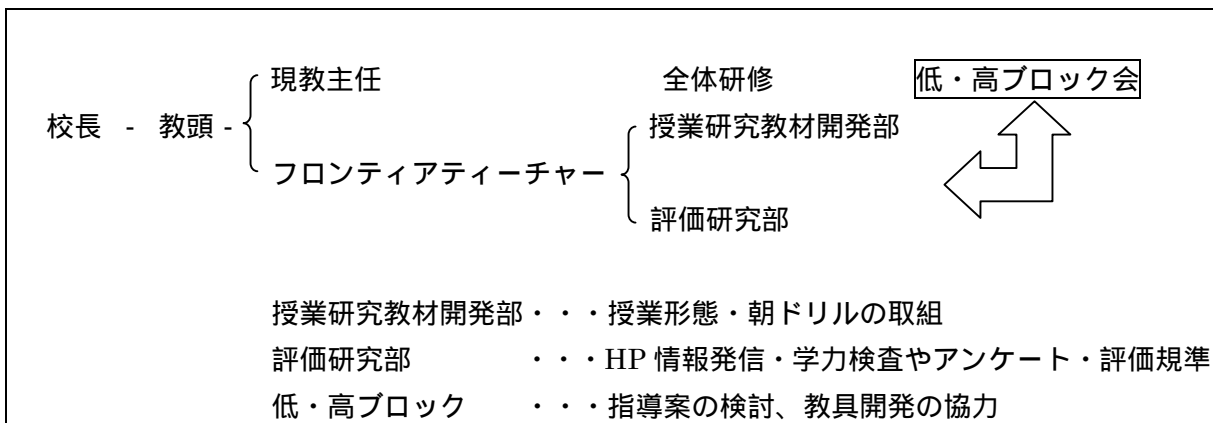 現教主任 全体研修 低・高ブロック会
校長 - 教頭 -
授業研究教材開発部
フロンティアティーチャー
評価研究部
授業研究教材開発部・・・授業形態・朝ドリルの取組
評価研究部 ・・・HP 情報発信・学力検査やアンケート・評価規準
低・高ブロック ・・・指導案の検討、教具開発の協力